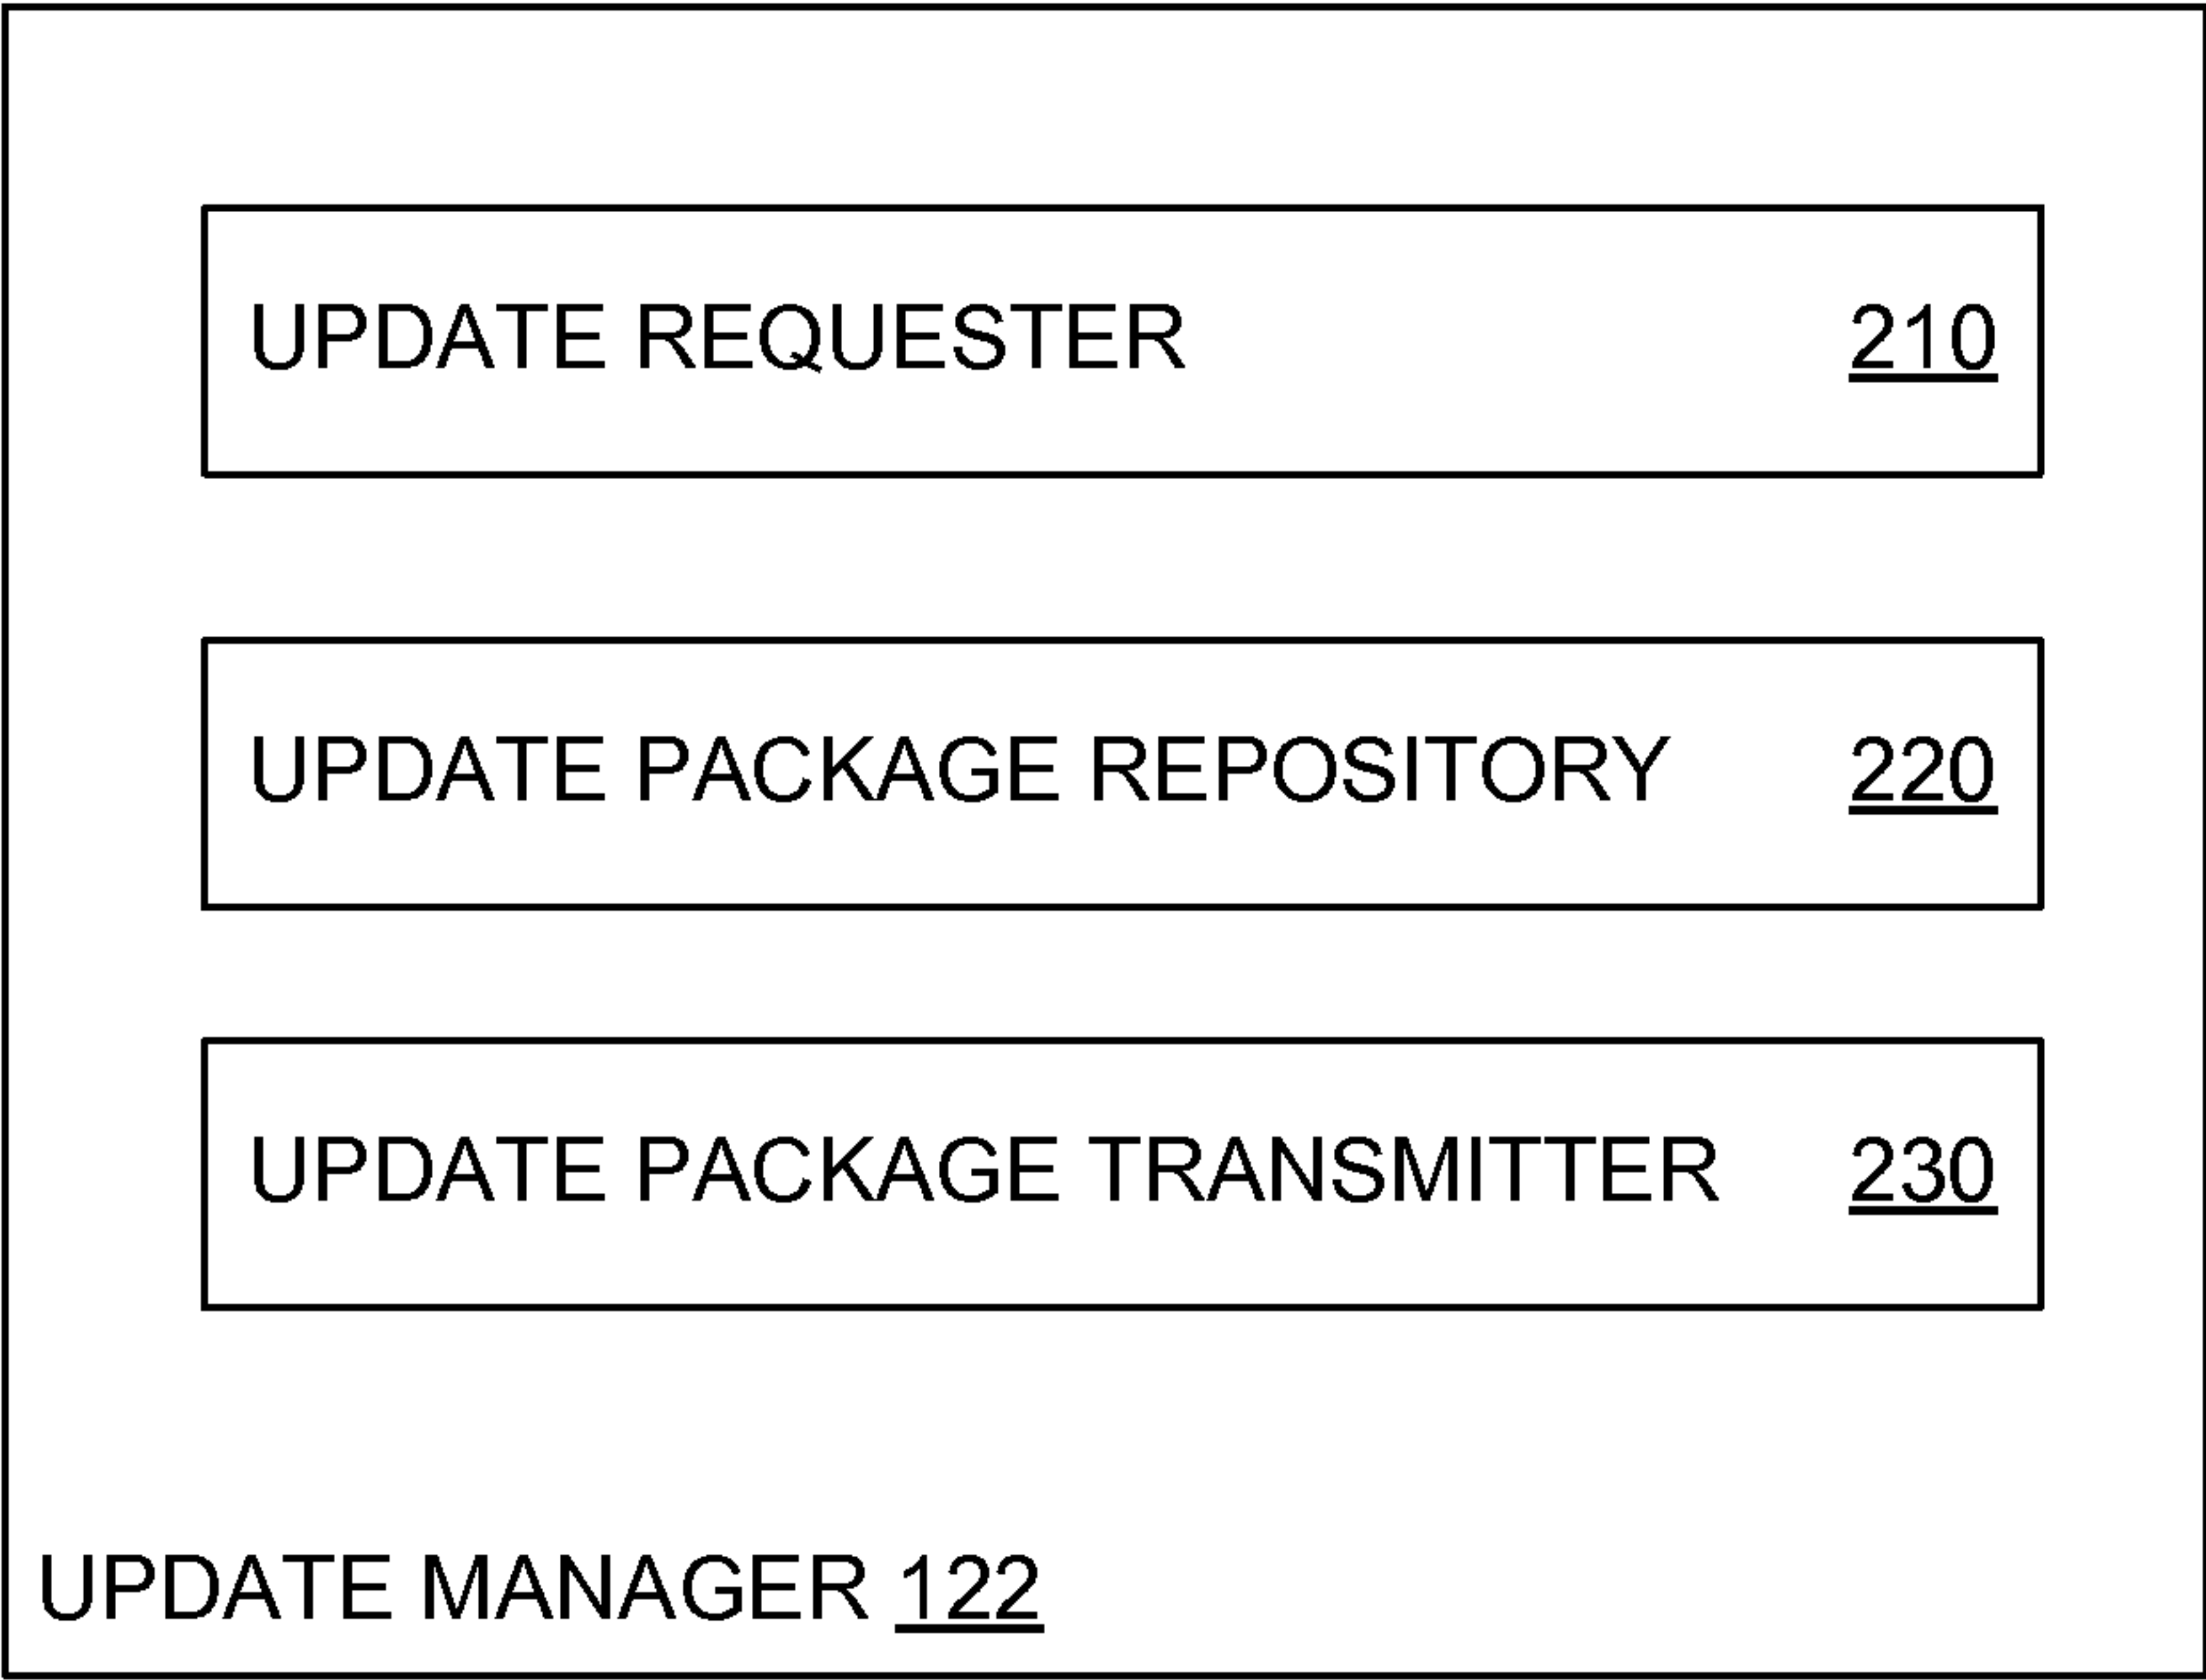 UPDATE REQUESTER 210
UPDATE PACKAGE REPOSITORY 220
UPDATE PACKAGE TRANSMITTER 230
UPDATE MANAGER 122